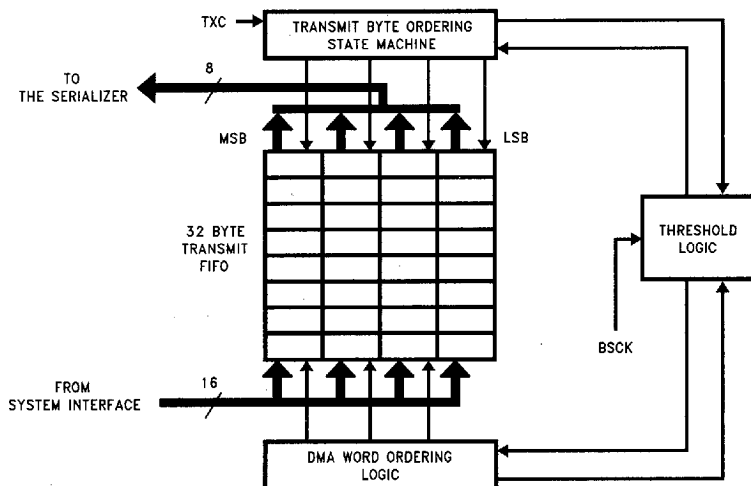 TXC
TRANSMIT BYTE ORDERING
STATE MACHINE
TO
THE SERIALIZER
8
MSB
LSB
32 BYTE
TRANSMIT
FIFO
THRESHOLD
LOGIC
BSCK
FROM
SYSTEM INTERFACE
16
DMA WORD ORDERING
LOGIC